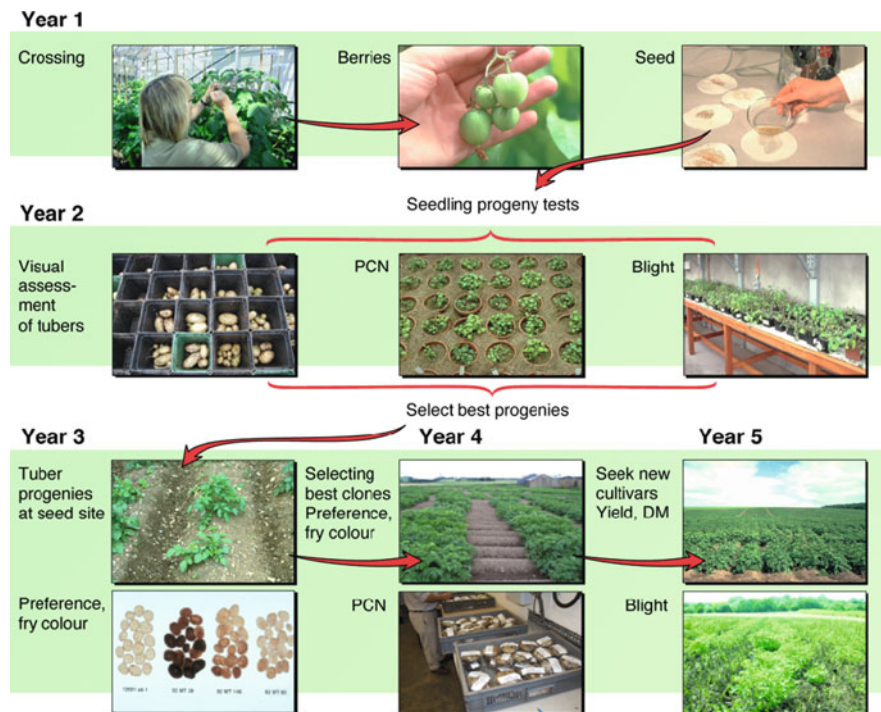 Year 1
Crossing
Berries
Seed
Seedling progeny tests
Year 2
Visual
assess-
ment
of tubers
PCN
Blight
Select best progenies
Year 3
Year 4
Year 5
Tuber
progenies
at seed site
Selecting
best clones
Preference,
fry colour
Seek new
cultivars
Yield, DM
Preference,
fry colour
PCN
Blight